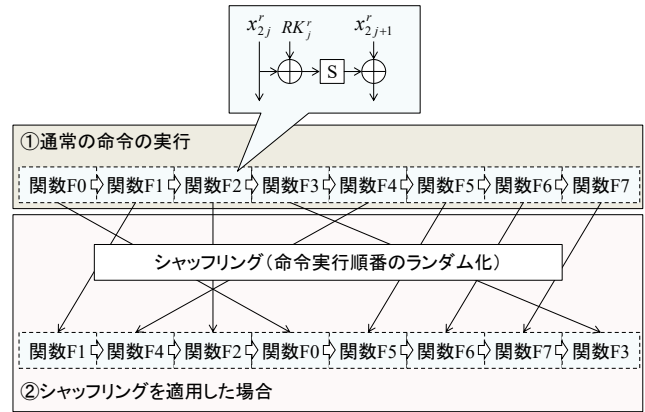 x^r_{2j} RK^r_j x^r_{2j+1}
S
①通常の命令の実行
関数F0⇨関数F1⇨関数F2⇨関数F3⇨関数F4⇨関数F5⇨関数F6⇨関数F7
シャッフリング(命令実行順番のランダム化)
関数F1⇨関数F4⇨関数F2⇨関数F0⇨関数F5⇨関数F6⇨関数F7⇨関数F3
②シャッフリングを適用した場合